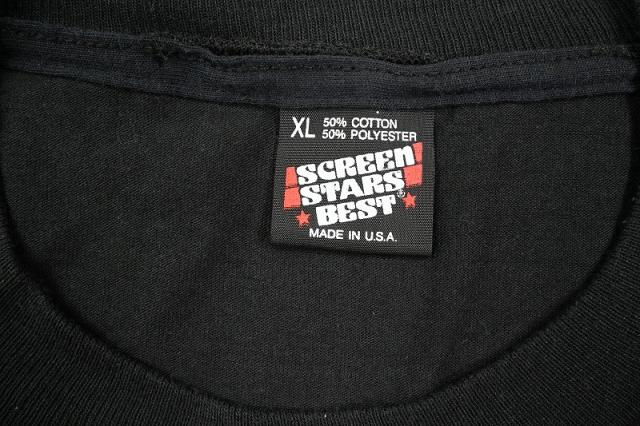 XL 50% COTTON
50% POLYESTER
SCREEN
STARS
BEST®
MADE IN U.S.A.